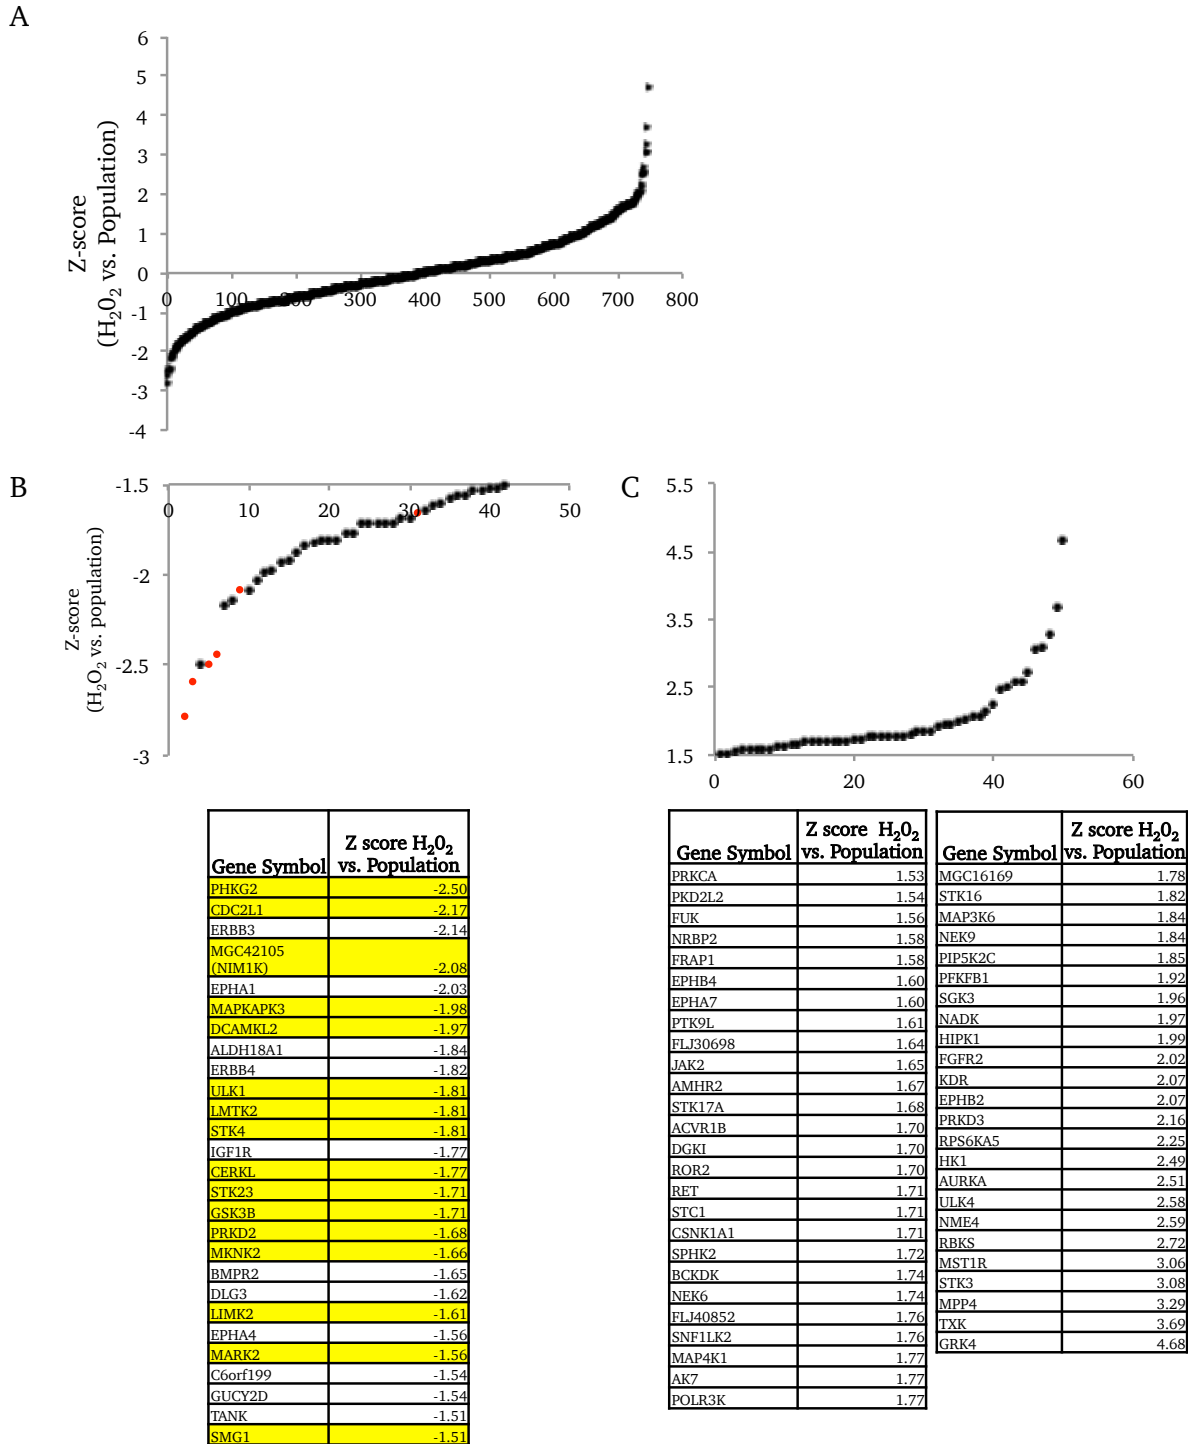 A
6
5
4
3
2
1
0
-1
-2
-3
-4
Z-score
(H2O2 vs. Population)
0 100 200 300 400 500 600 700 800
B
-1.5
-2
-2.5
-3
Z-score
(H2O2 vs. population)
0 10 20 30 40 50
C
5.5
4.5
3.5
2.5
1.5
0 20 40 60
Gene Symbol Z score H2O2 vs. Population
PHKG2 -2.50
CDC2L1 -2.17
ERBB3 -2.14
MGC42105
(NIM1K) -2.08
EPHA1 -2.03
MAPKAPK3 -1.98
DCAMKL2 -1.97
ALDH18A1 -1.84
ERBB4 -1.82
ULK1 -1.81
LMTK2 -1.81
STK4 -1.81
IGF1R -1.77
CERKL -1.77
STK23 -1.71
GSK3B -1.71
PRKD2 -1.68
MKNK2 -1.66
BMPR2 -1.65
DLG3 -1.62
LIMK2 -1.61
EPHA4 -1.56
MARK2 -1.56
C6orf199 -1.54
GUCY2D -1.54
TANK -1.51
SMG1 -1.51
Gene Symbol Z score H2O2 vs. Population
PRKCA 1.53
PKD2L2 1.54
FUK 1.56
NRBP2 1.58
FRAP1 1.58
EPHB4 1.60
EPHA7 1.60
PTK9L 1.61
FLJ30698 1.64
JAK2 1.65
AMHR2 1.67
STK17A 1.68
ACVR1B 1.70
DGKI 1.70
ROR2 1.70
RET 1.71
STC1 1.71
CSNK1A1 1.71
SPHK2 1.72
BCKDK 1.74
NEK6 1.74
FLJ40852 1.76
SNF1LK2 1.76
MAP4K1 1.77
AK7 1.77
POLR3K 1.77
Gene Symbol Z score H2O2 vs. Population
MGC16169 1.78
STK16 1.82
MAP3K6 1.84
NEK9 1.84
PIP5K2C 1.85
PFKFB1 1.92
SGK3 1.96
NADK 1.97
HIPK1 1.99
FGFR2 2.02
KDR 2.07
EPHB2 2.07
PRKD3 2.16
RPS6KA5 2.25
HK1 2.49
AURKA 2.51
ULK4 2.58
NME4 2.59
RBKS 2.72
MST1R 3.06
STK3 3.08
MPP4 3.29
TXK 3.69
GRK4 4.68